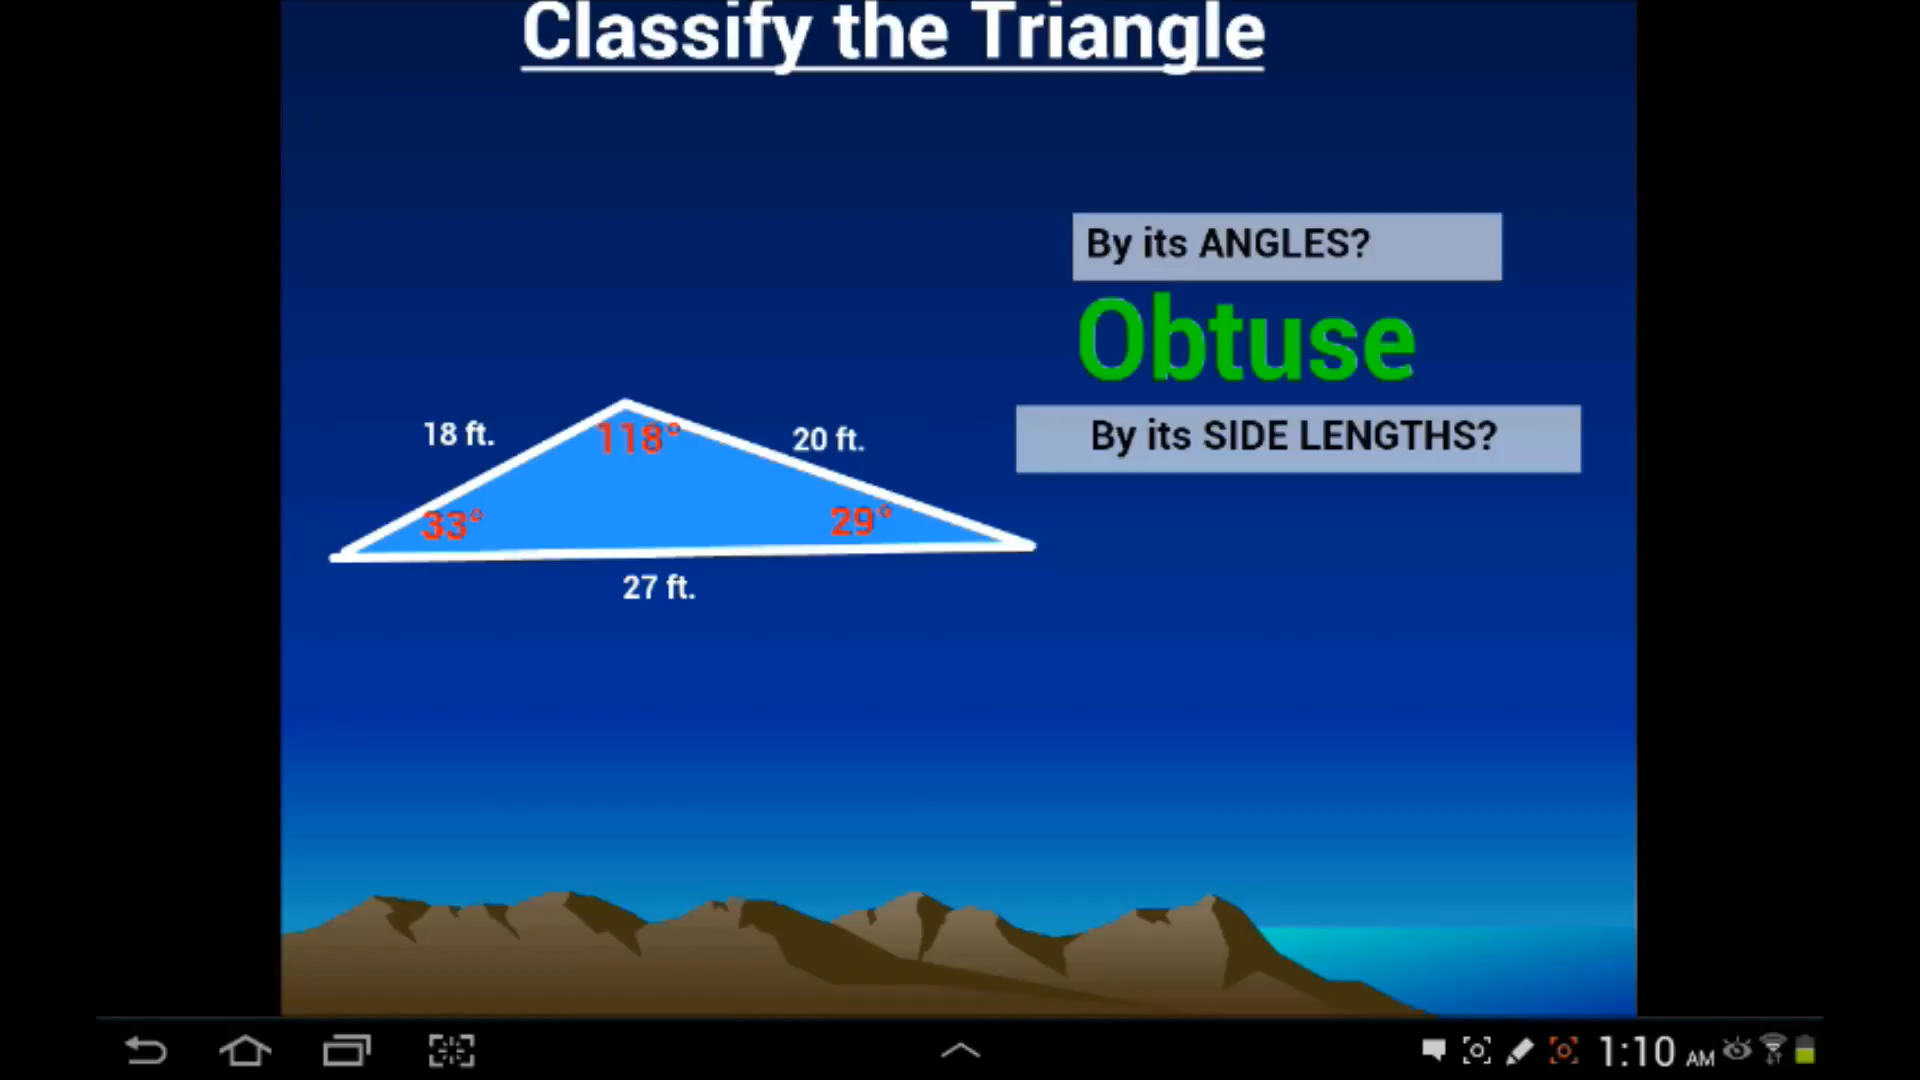 Classify the Triangle
By its ANGLES?
Obtuse
By its SIDE LENGTHS?
18 ft.
118°
20 ft.
33°
29°
27 ft.
1:10 AM